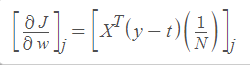 [∂J/∂w]_j = [X^T(y − t)(1/N)]_j